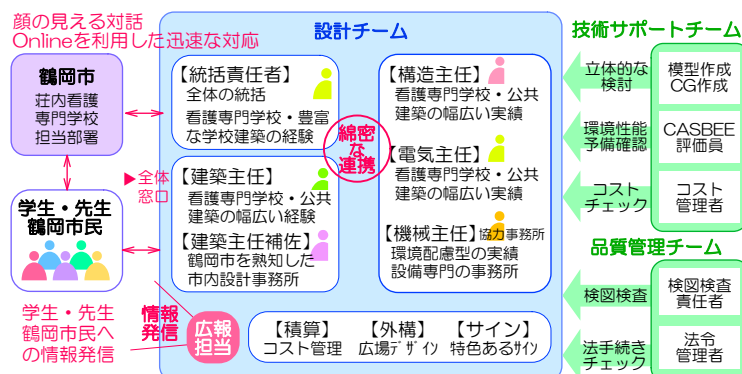 顔の見える対話
Onlineを利用した迅速な対応
鶴岡市
荘内看護
専門学校
担当部署
学生・先生
鶴岡市民
▶全体
窓口
設計チーム
【統括責任者】
全体の統括
看護専門学校・豊富
な学校建築の経験
【建築主任】
看護専門学校・公共
建築の幅広い経験
【建築主任補佐】
鶴岡市を熟知した
市内設計事務所
綿密
な
連携
【構造主任】
看護専門学校・公共
建築の幅広い実績
【電気主任】
看護専門学校・公共
建築の幅広い実績
【機械主任】協力事務所
環境配慮型の実績
設備専門の事務所
学生・先生
鶴岡市民へ
の情報発信
情報
発信
広報
担当
【積算】
コスト管理
【外構】
広場ﾃﾞｻﾞｲﾝ
【サイン】
特色あるｻｲﾝ
技術サポートチーム
立体的な
検討
模型作成
CG作成
環境性能
予備確認
CASBEE
評価員
コスト
チェック
コスト
管理者
品質管理チーム
検図検査
検図検査
責任者
法手続き
チェック
法令
管理者